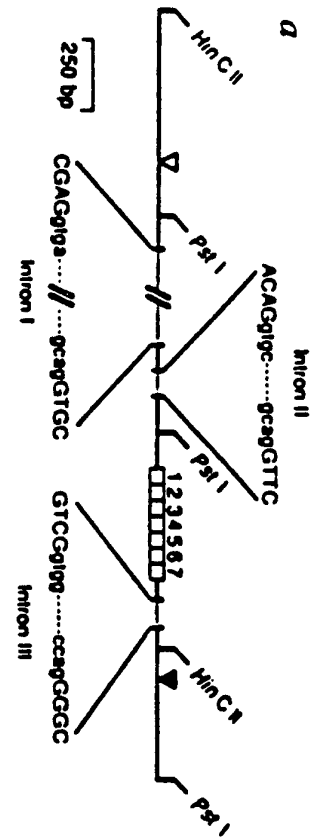 a
Intron II
ACAGgtgc......gcagGTTC
HinC II
Pst I
Pst I
1 2 3 4 5 6 7
HinC II
Pst I
250 bp
CGAGgtga....//....gcagGTGC
GTCGgtgg......ccagGGGC
Intron I
Intron III